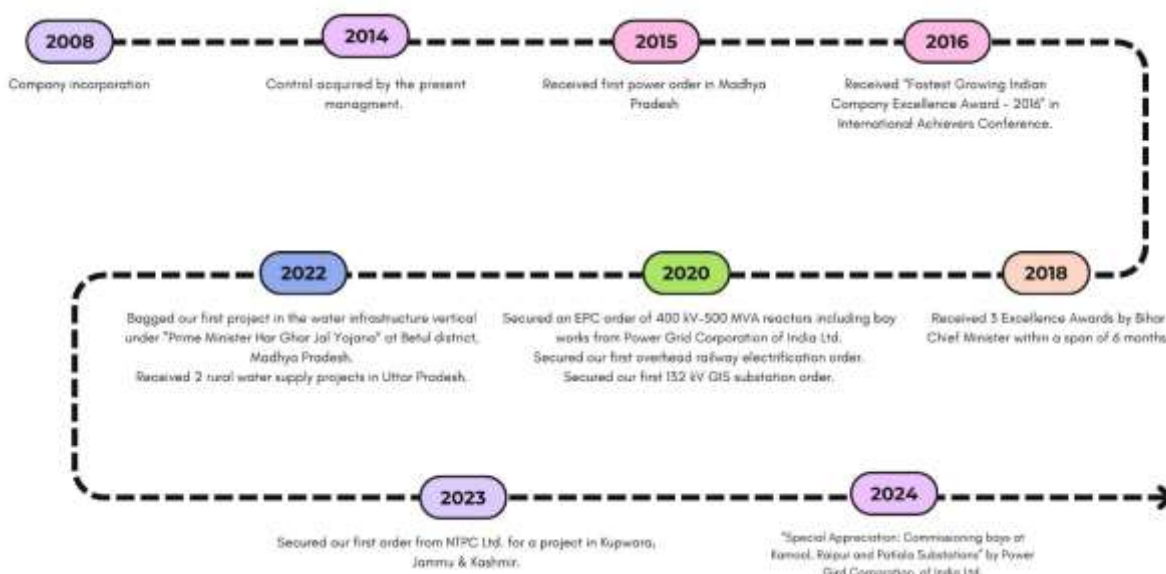 2008
Company incorporation
2014
Control acquired by the present
managment.
2015
Received first power order in Madhya
Pradesh
2016
Received "Fastest Growing Indian
Company Excellence Award - 2016" in
International Achievers Conference.
2018
Received 3 Excellence Awards by Bihar
Chief Minister within a span of 6 months
2020
Secured an EPC order of 400 kV-500 MVA reactors including bay
works from Power Grid Corporation of India Ltd.
Secured our first overhead railway electrification order.
Secured our first 132 kV GIS substation order.
2022
Bagged our first project in the water infrastructure vertical
under "Prime Minister Har Ghar Jal Yojana" at Betul district,
Madhya Pradesh.
Received 2 rural water supply projects in Uttar Pradesh.
2023
Secured our first order from NTPC Ltd. for a project in Kupwara,
Jammu & Kashmir.
2024
"Special Appreciation: Commissioning bays at
Raipur and Patiala Substations" by Power
Gird Corporation of India Ltd